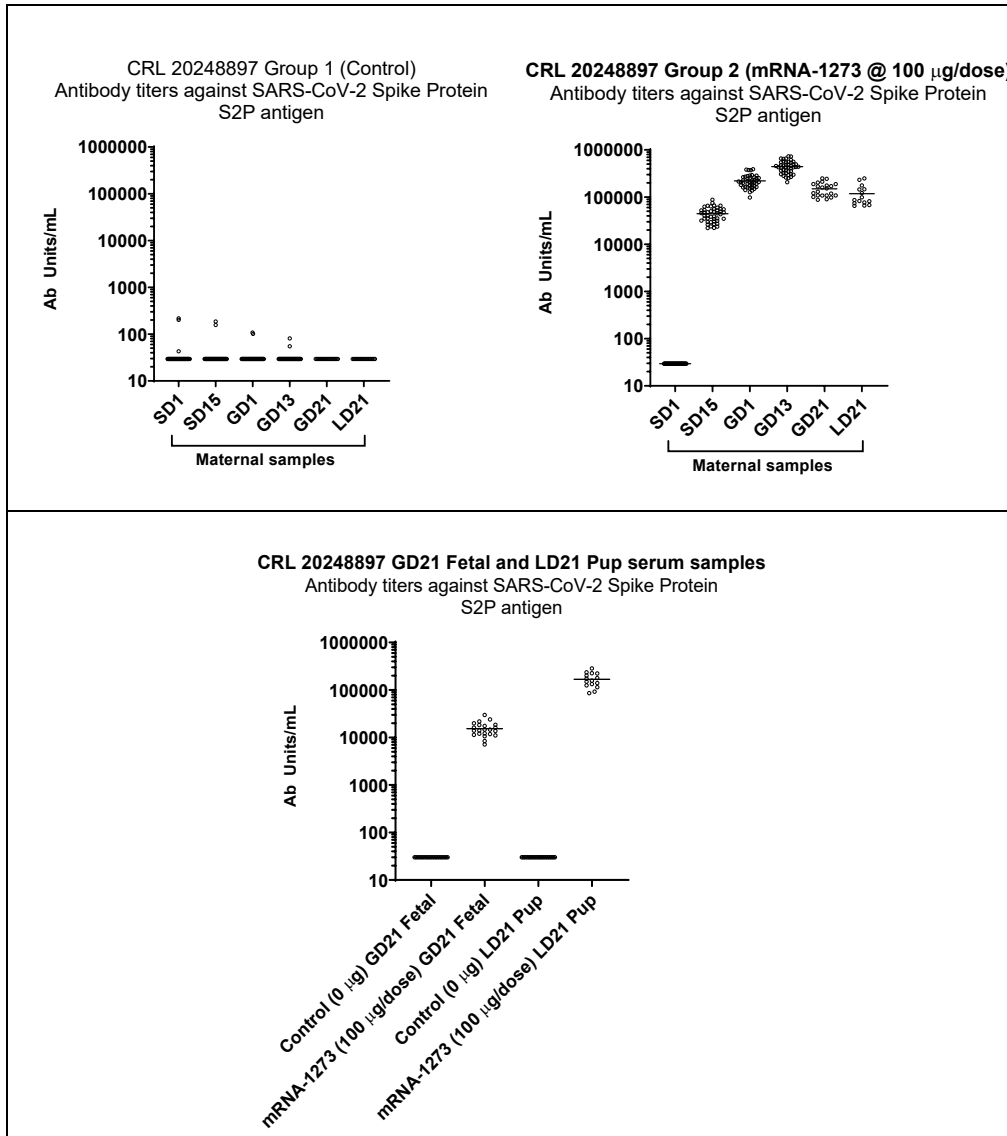 CRL 20248897 Group 1 (Control)
Antibody titers against SARS-CoV-2 Spike Protein
S2P antigen
1000000
100000
10000
1000
100
10
Ab Units/mL
SD1
SD15
GD1
GD13
GD21
LD21
Maternal samples
CRL 20248897 Group 2 (mRNA-1273 @ 100 μg/dose)
Antibody titers against SARS-CoV-2 Spike Protein
S2P antigen
1000000
100000
10000
1000
100
10
Ab Units/mL
SD1
SD15
GD1
GD13
GD21
LD21
Maternal samples
CRL 20248897 GD21 Fetal and LD21 Pup serum samples
Antibody titers against SARS-CoV-2 Spike Protein
S2P antigen
1000000
100000
10000
1000
100
10
Ab Units/mL
Control (0 μg) GD21 Fetal
mRNA-1273 (100 μg/dose) GD21 Fetal
Control (0 μg) LD21 Pup
mRNA-1273 (100 μg/dose) LD21 Pup